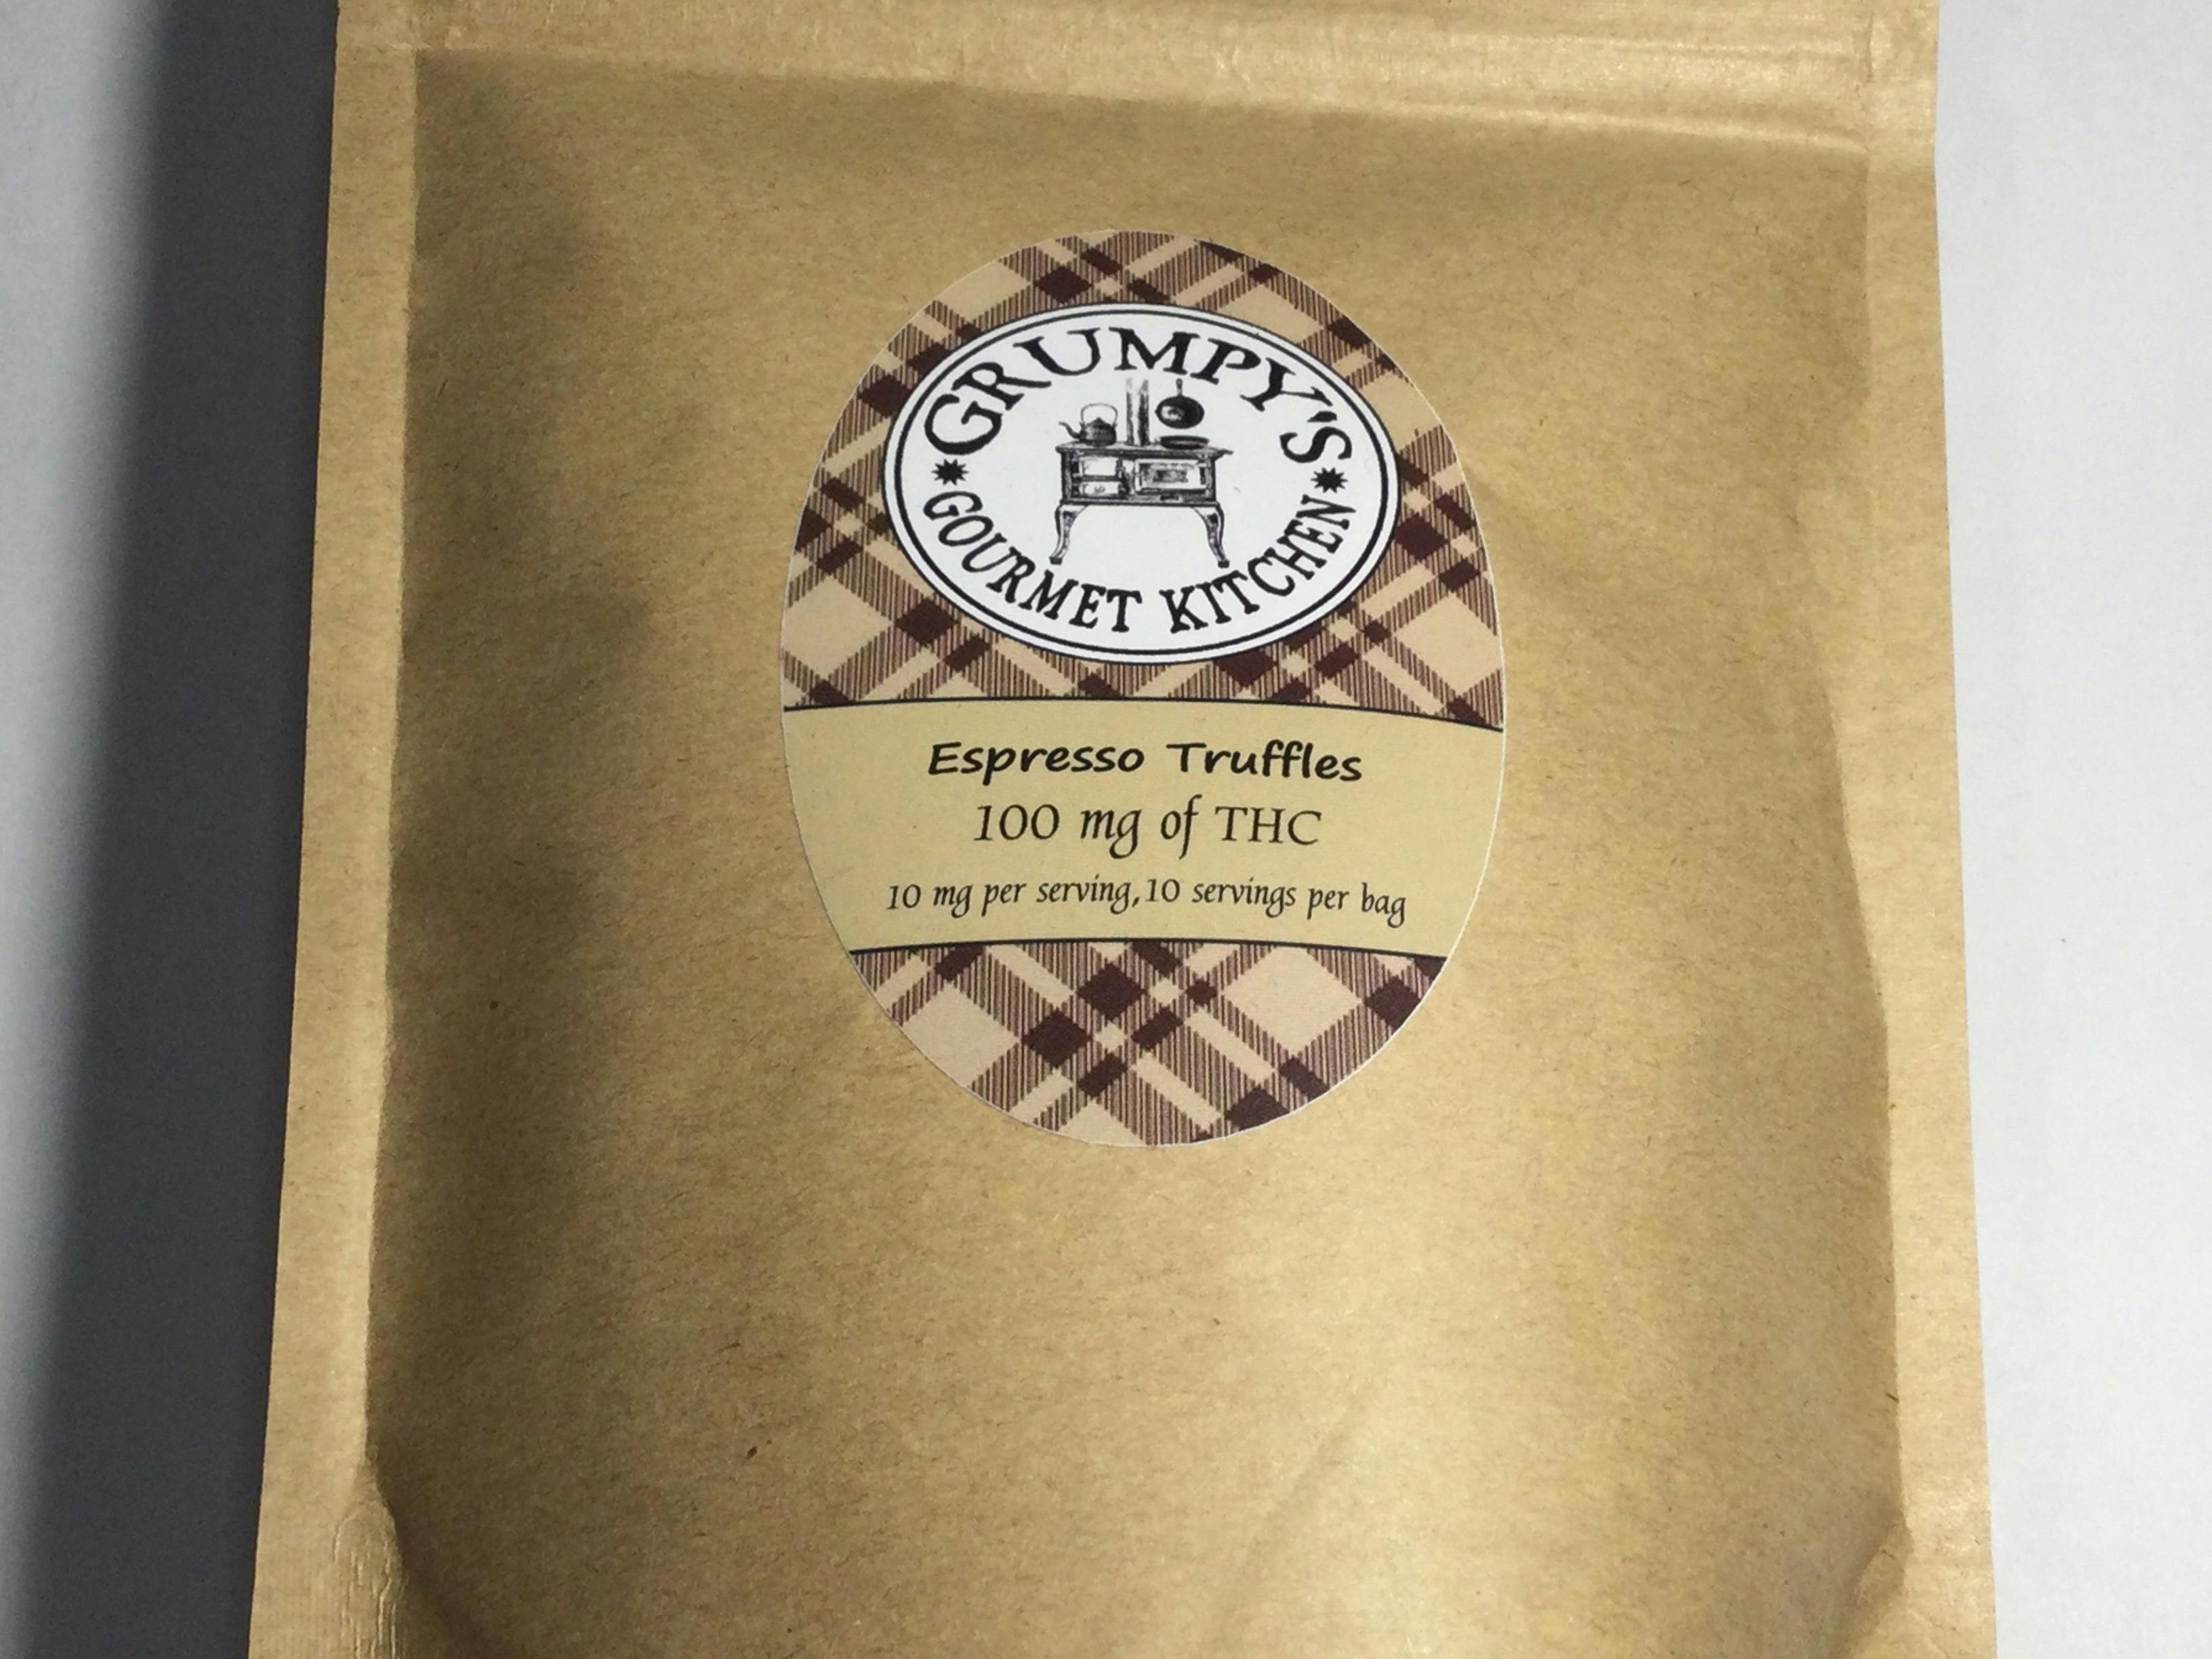 GRUMPY'S
GOURMET KITCHEN
Espresso Truffles
100 mg of THC
10 mg per serving, 10 servings per bag